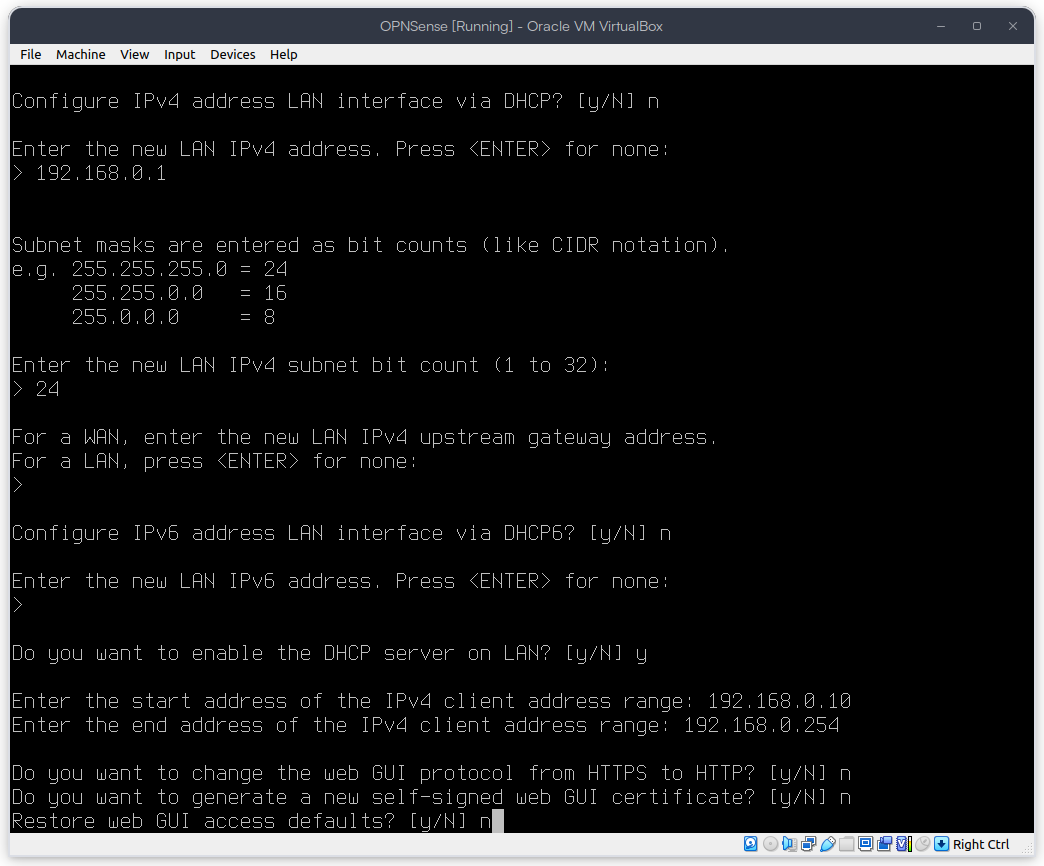 OPNSense [Running] - Oracle VM VirtualBox
File Machine View Input Devices Help
Configure IPv4 address LAN interface via DHCP? [y/N] n
Enter the new LAN IPv4 address. Press <ENTER> for none:
> 192.168.0.1
Subnet masks are entered as bit counts (like CIDR notation).
e.g. 255.255.255.0 = 24
     255.255.0.0   = 16
     255.0.0.0     = 8
Enter the new LAN IPv4 subnet bit count (1 to 32):
> 24
For a WAN, enter the new LAN IPv4 upstream gateway address.
For a LAN, press <ENTER> for none:
>
Configure IPv6 address LAN interface via DHCP6? [y/N] n
Enter the new LAN IPv6 address. Press <ENTER> for none:
>
Do you want to enable the DHCP server on LAN? [y/N] y
Enter the start address of the IPv4 client address range: 192.168.0.10
Enter the end address of the IPv4 client address range: 192.168.0.254
Do you want to change the web GUI protocol from HTTPS to HTTP? [y/N] n
Do you want to generate a new self-signed web GUI certificate? [y/N] n
Restore web GUI access defaults? [y/N] n
Right Ctrl